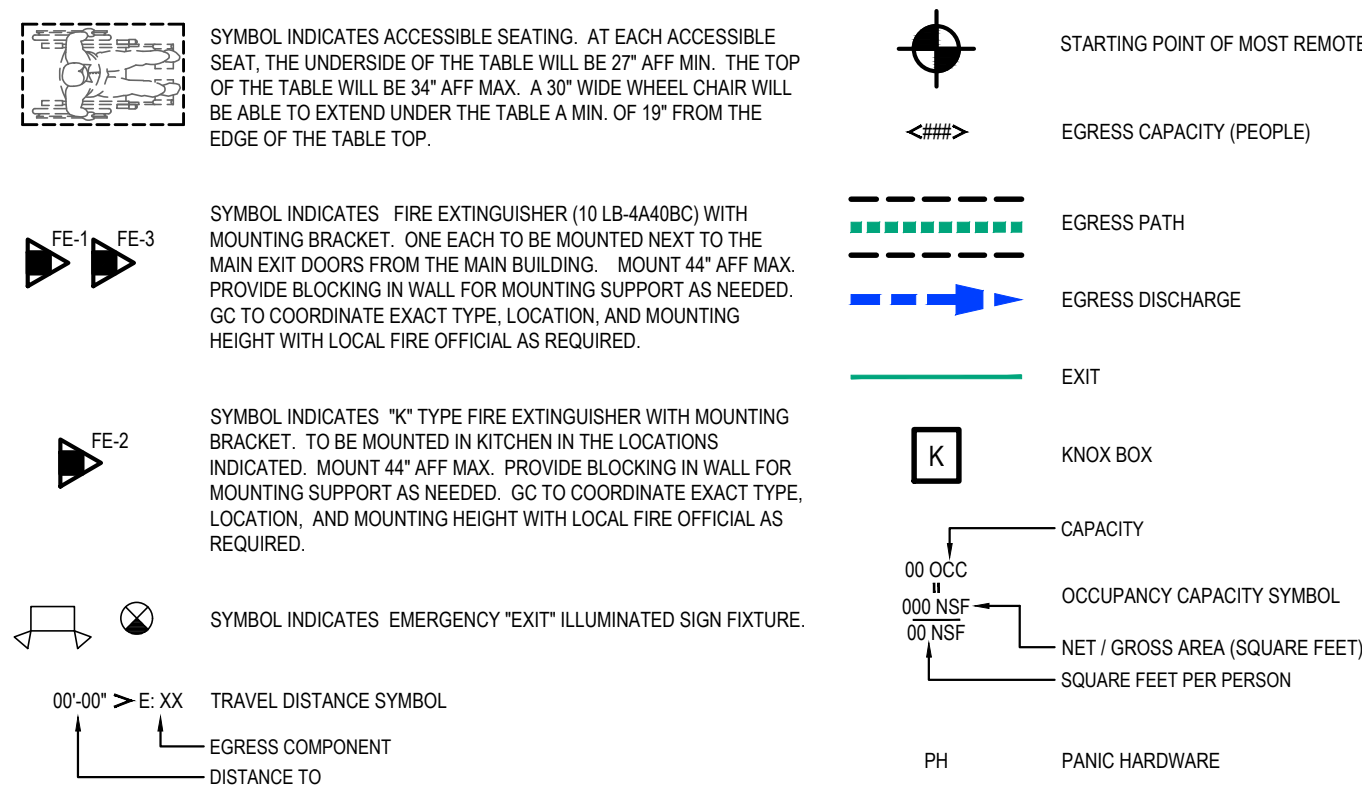 SYMBOL INDICATES ACCESSIBLE SEATING. AT EACH ACCESSIBLE
SEAT, THE UNDERSIDE OF THE TABLE WILL BE 27" AFF MIN. THE TOP
OF THE TABLE WILL BE 34" AFF MAX. A 30" WIDE WHEEL CHAIR WILL
BE ABLE TO EXTEND UNDER THE TABLE A MIN. OF 19" FROM THE
EDGE OF THE TABLE TOP.
FE-1 FE-3
SYMBOL INDICATES FIRE EXTINGUISHER (10 LB-4A40BC) WITH
MOUNTING BRACKET. ONE EACH TO BE MOUNTED NEXT TO THE
MAIN EXIT DOORS FROM THE MAIN BUILDING. MOUNT 44" AFF MAX.
PROVIDE BLOCKING IN WALL FOR MOUNTING SUPPORT AS NEEDED.
GC TO COORDINATE EXACT TYPE, LOCATION, AND MOUNTING
HEIGHT WITH LOCAL FIRE OFFICIAL AS REQUIRED.
FE-2
SYMBOL INDICATES "K" TYPE FIRE EXTINGUISHER WITH MOUNTING
BRACKET. TO BE MOUNTED IN KITCHEN IN THE LOCATIONS
INDICATED. MOUNT 44" AFF MAX. PROVIDE BLOCKING IN WALL FOR
MOUNTING SUPPORT AS NEEDED. GC TO COORDINATE EXACT TYPE,
LOCATION, AND MOUNTING HEIGHT WITH LOCAL FIRE OFFICIAL AS
REQUIRED.
SYMBOL INDICATES EMERGENCY "EXIT" ILLUMINATED SIGN FIXTURE.
00'-00" > E: XX TRAVEL DISTANCE SYMBOL
EGRESS COMPONENT
DISTANCE TO
STARTING POINT OF MOST REMOTE
<###> EGRESS CAPACITY (PEOPLE)
EGRESS PATH
EGRESS DISCHARGE
EXIT
K KNOX BOX
CAPACITY
00 OCC
=
000 NSF
00 NSF
OCCUPANCY CAPACITY SYMBOL
NET / GROSS AREA (SQUARE FEET)
SQUARE FEET PER PERSON
PH PANIC HARDWARE